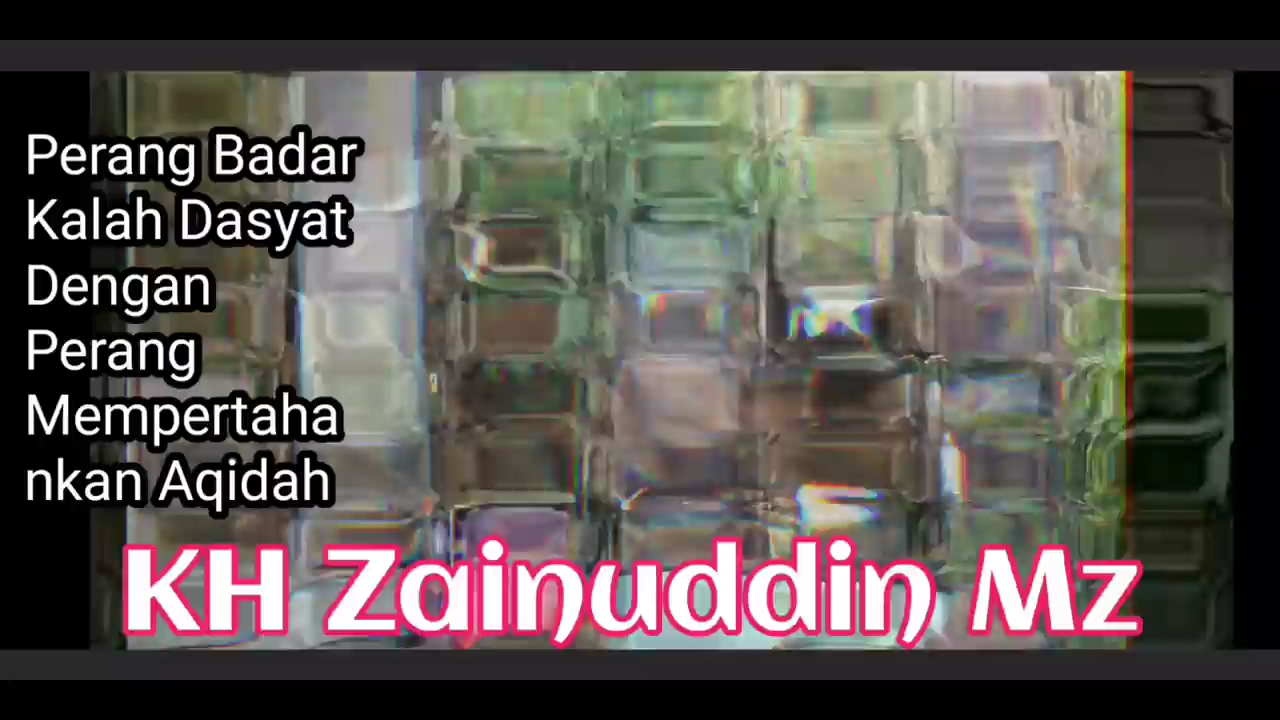 Perang Badar
Kalah Dasyat
Dengan
Perang
Mempertaha
nkan Aqidah
KH Zainuddin Mz